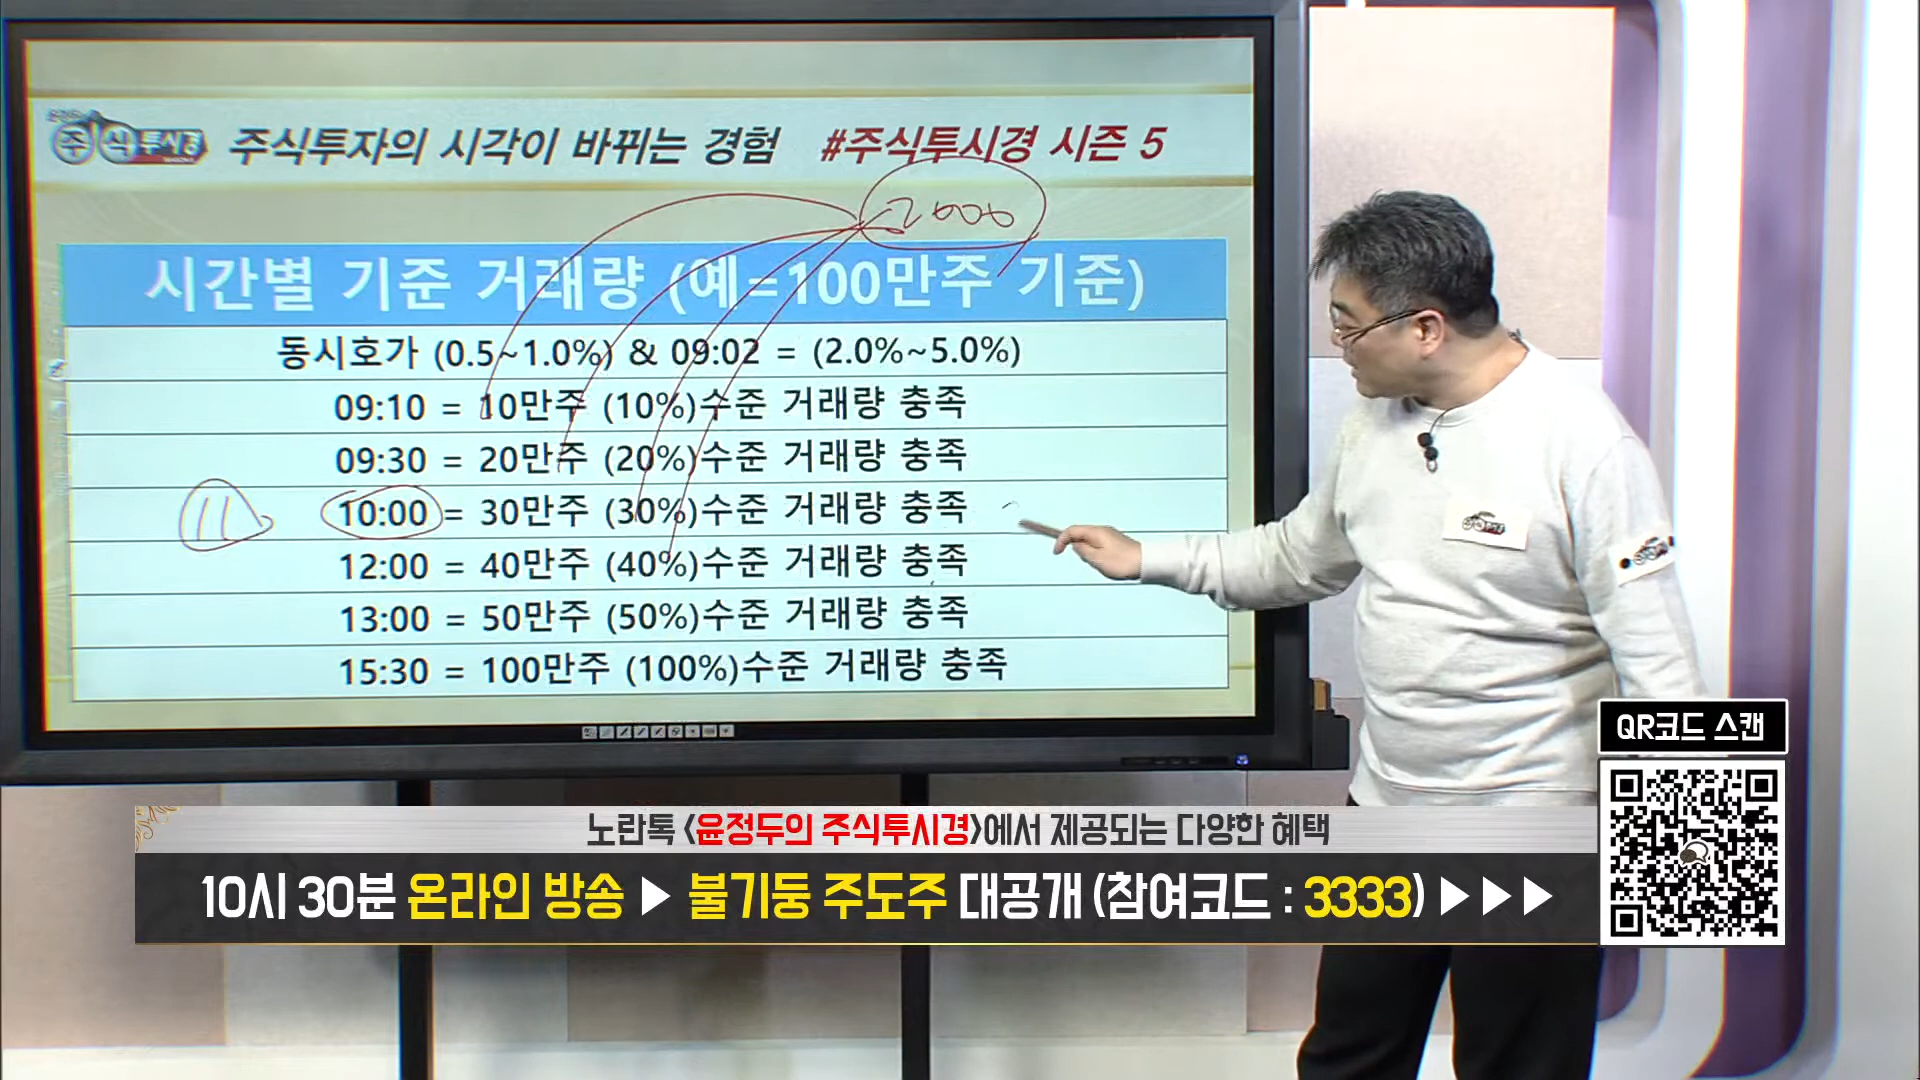 주식투시경 주식투자의 시각이 바뀌는 경험 #주식투시경 시즌 5
2000
시간별 기준 거래량 (예=100만주 기준)
동시호가 (0.5~1.0%) & 09:02 = (2.0%~5.0%)
09:10 = 10만주 (10%)수준 거래량 충족
09:30 = 20만주 (20%)수준 거래량 충족
11 10:00 = 30만주 (30%)수준 거래량 충족
12:00 = 40만주 (40%)수준 거래량 충족
13:00 = 50만주 (50%)수준 거래량 충족
15:30 = 100만주 (100%)수준 거래량 충족
QR코드 스캔
노란톡 <윤정두의 주식투시경>에서 제공되는 다양한 혜택
10시 30분 온라인 방송 ▶ 불기둥 주도주 대공개 (참여코드 : 3333) ▶▶▶